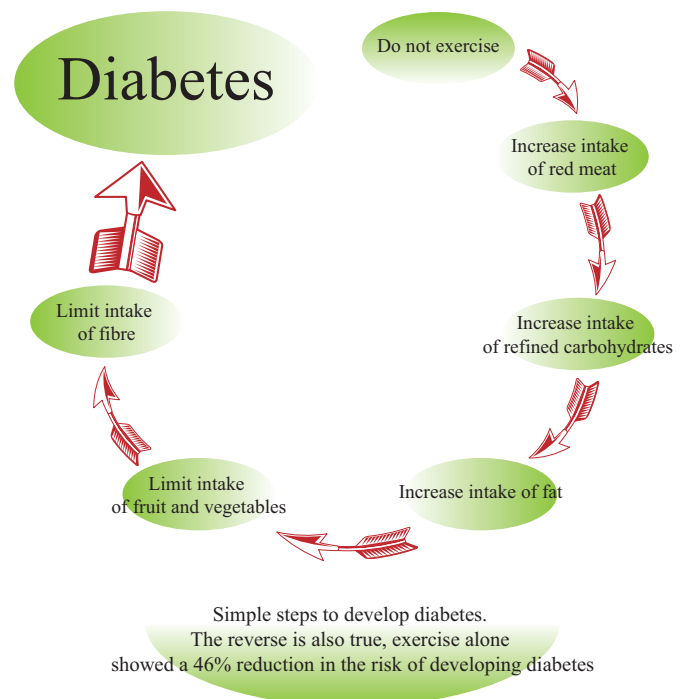 Diabetes
Do not exercise
Increase intake
of red meat
Increase intake
of refined carbohydrates
Increase intake of fat
Limit intake
of fruit and vegetables
Limit intake
of fibre
Simple steps to develop diabetes.
The reverse is also true, exercise alone
showed a 46% reduction in the risk of developing diabetes